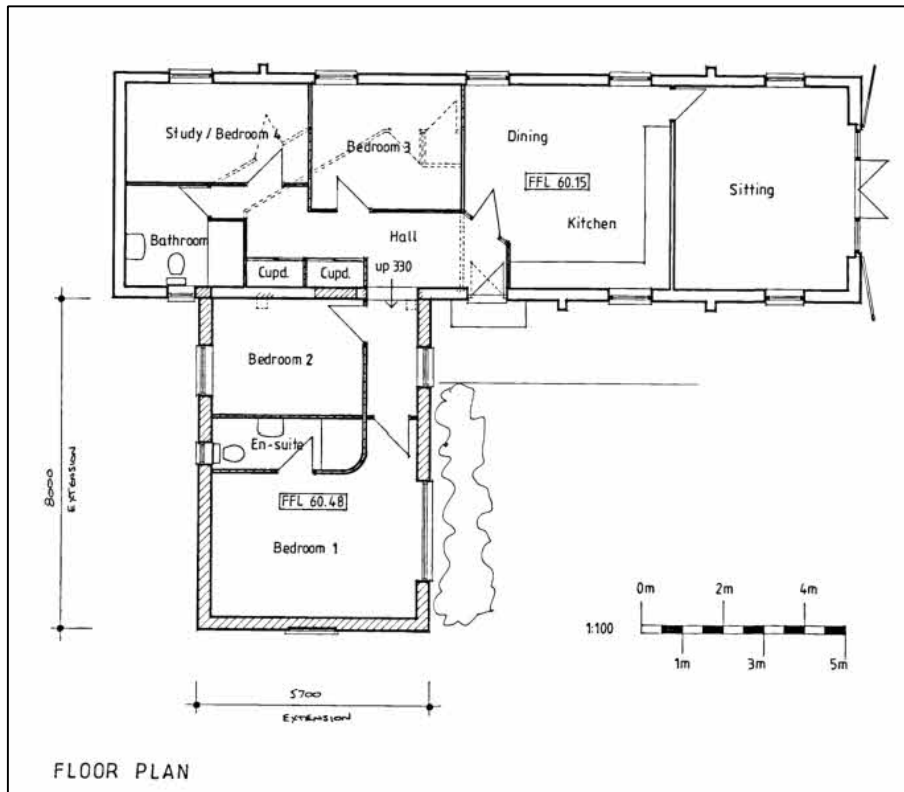 Study / Bedroom 4
Bedroom 3
Dining
FFL 60.15
Kitchen
Sitting
Bathroom
Hall
Cupd.
Cupd.
up 330
Bedroom 2
En-suite
FFL 60.48
Bedroom 1
8000
EXTENSION
5700
EXTENSION
0m 2m 4m
1:100
1m 3m 5m
FLOOR PLAN